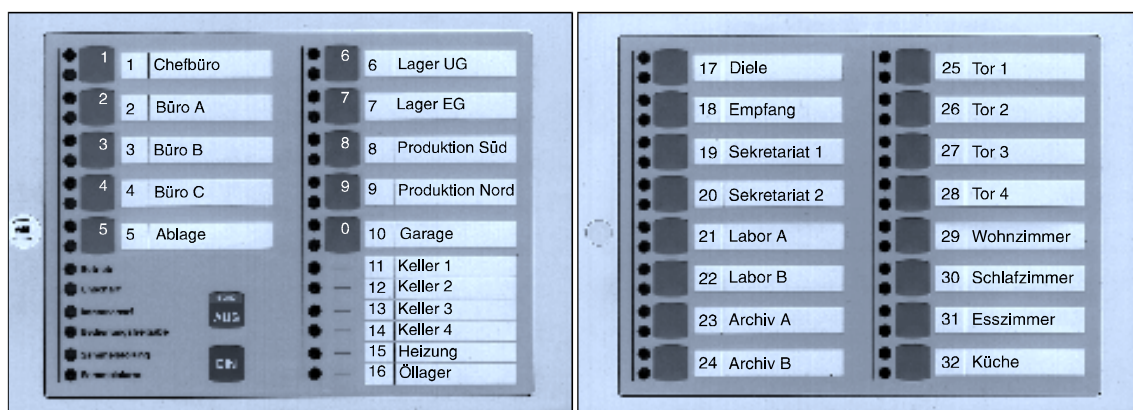 1 1 Chefbüro
2 2 Büro A
3 3 Büro B
4 4 Büro C
5 5 Ablage
Betrieb
Unscharf
AUS
EIN
6 6 Lager UG
7 7 Lager EG
8 8 Produktion Süd
9 9 Produktion Nord
0 10 Garage
11 Keller 1
12 Keller 2
13 Keller 3
14 Keller 4
15 Heizung
16 Öllager
17 Diele
18 Empfang
19 Sekretariat 1
20 Sekretariat 2
21 Labor A
22 Labor B
23 Archiv A
24 Archiv B
25 Tor 1
26 Tor 2
27 Tor 3
28 Tor 4
29 Wohnzimmer
30 Schlafzimmer
31 Esszimmer
32 Küche